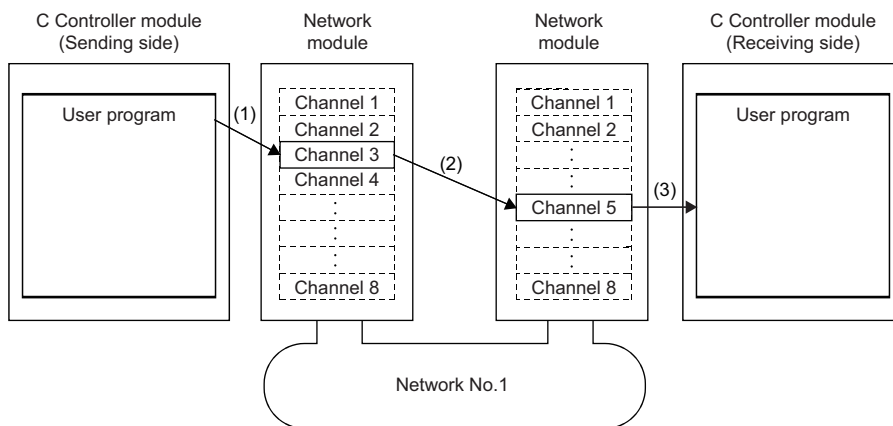 C Controller module
(Sending side)
Network
module
Network
module
C Controller module
(Receiving side)
User program
(1)
Channel 1
Channel 2
Channel 3
Channel 4
Channel 8
(2)
Channel 1
Channel 2
Channel 5
Channel 8
(3)
User program
Network No.1